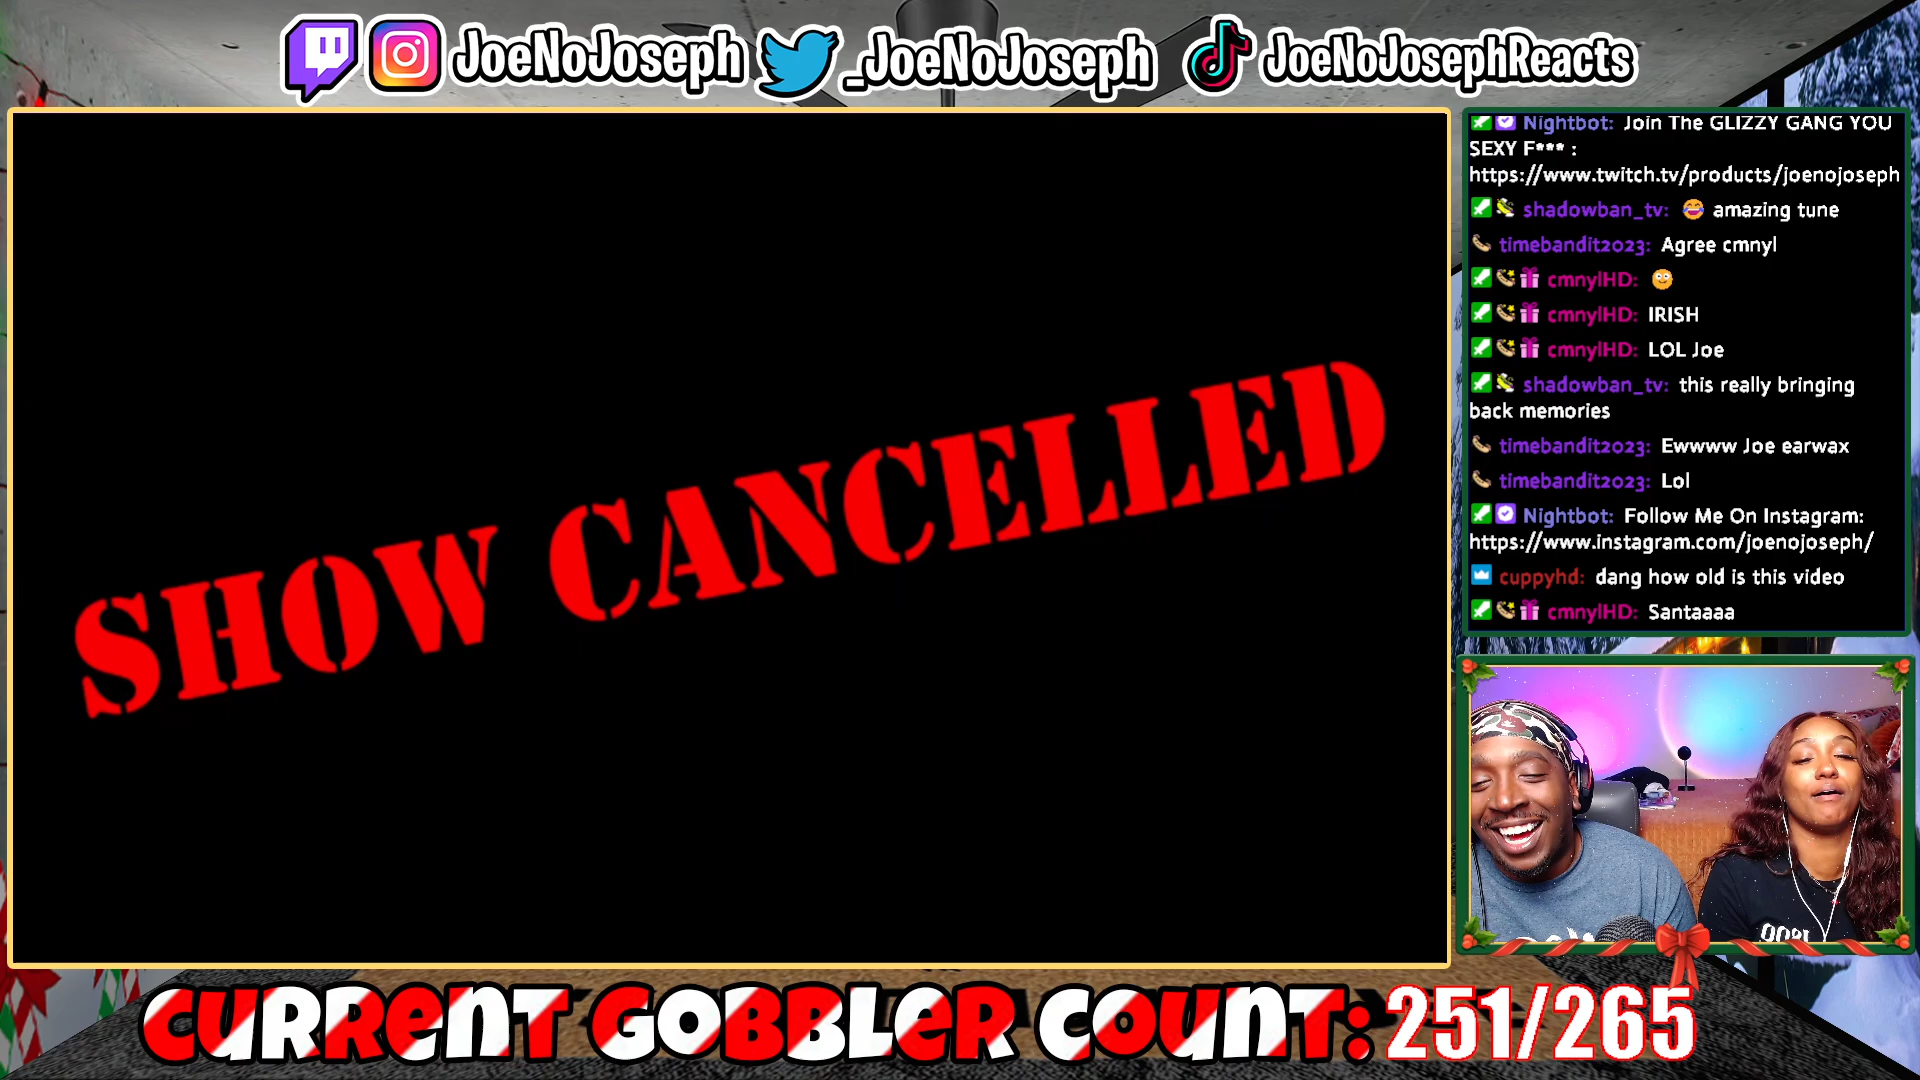 JoeNoJoseph _JoeNoJoseph JoeNoJosephReacts
Nightbot: Join The GLIZZY GANG YOU
SEXY F*** :
https://www.twitch.tv/products/joenojoseph
shadowban_tv: amazing tune
timebandit2023: Agree cmnyl
cmnylHD:
cmnylHD: IRISH
cmnylHD: LOL Joe
shadowban_tv: this really bringing
back memories
timebandit2023: Ewwww Joe earwax
timebandit2023: Lol
Nightbot: Follow Me On Instagram:
https://www.instagram.com/joenojoseph/
cuppyhd: dang how old is this video
cmnylHD: Santaaaa
SHOW CANCELLED
CURRENT GOBBLER COUNT: 251/265